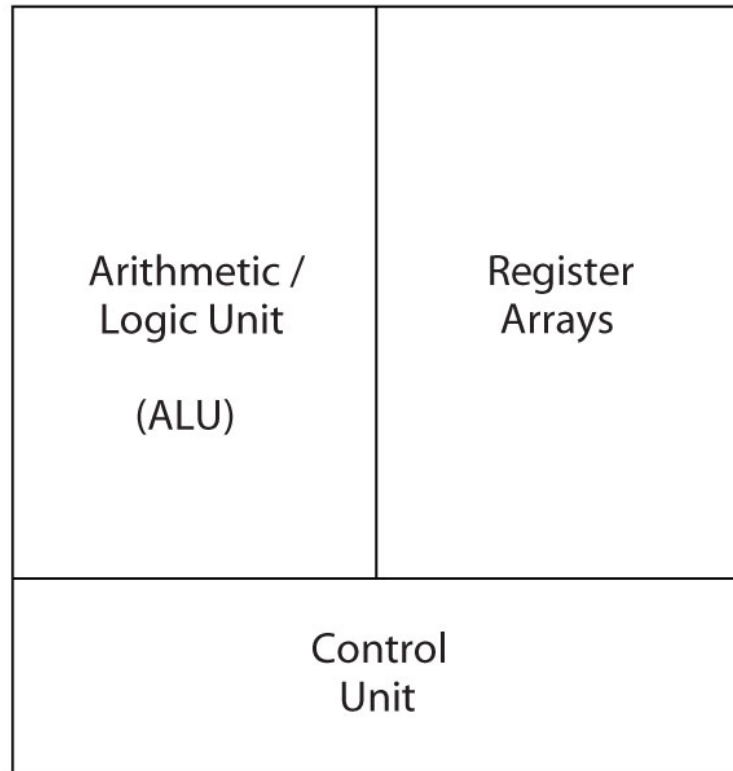 Arithmetic /
Logic Unit
(ALU)
Register
Arrays
Control
Unit